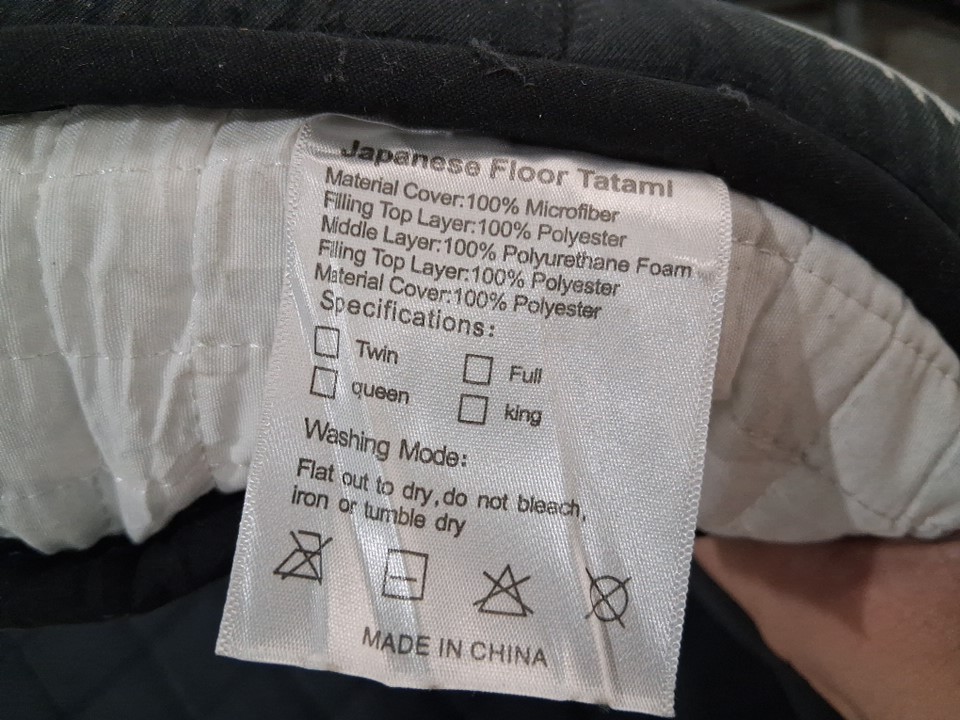 Japanese Floor Tatami
Material Cover:100% Microfiber
Filling Top Layer:100% Polyester
Middle Layer:100% Polyurethane Foam
Filing Top Layer:100% Polyester
Material Cover:100% Polyester
Specifications:
Twin Full
queen king
Washing Mode:
Flat out to dry,do not bleach,
iron or tumble dry
MADE IN CHINA